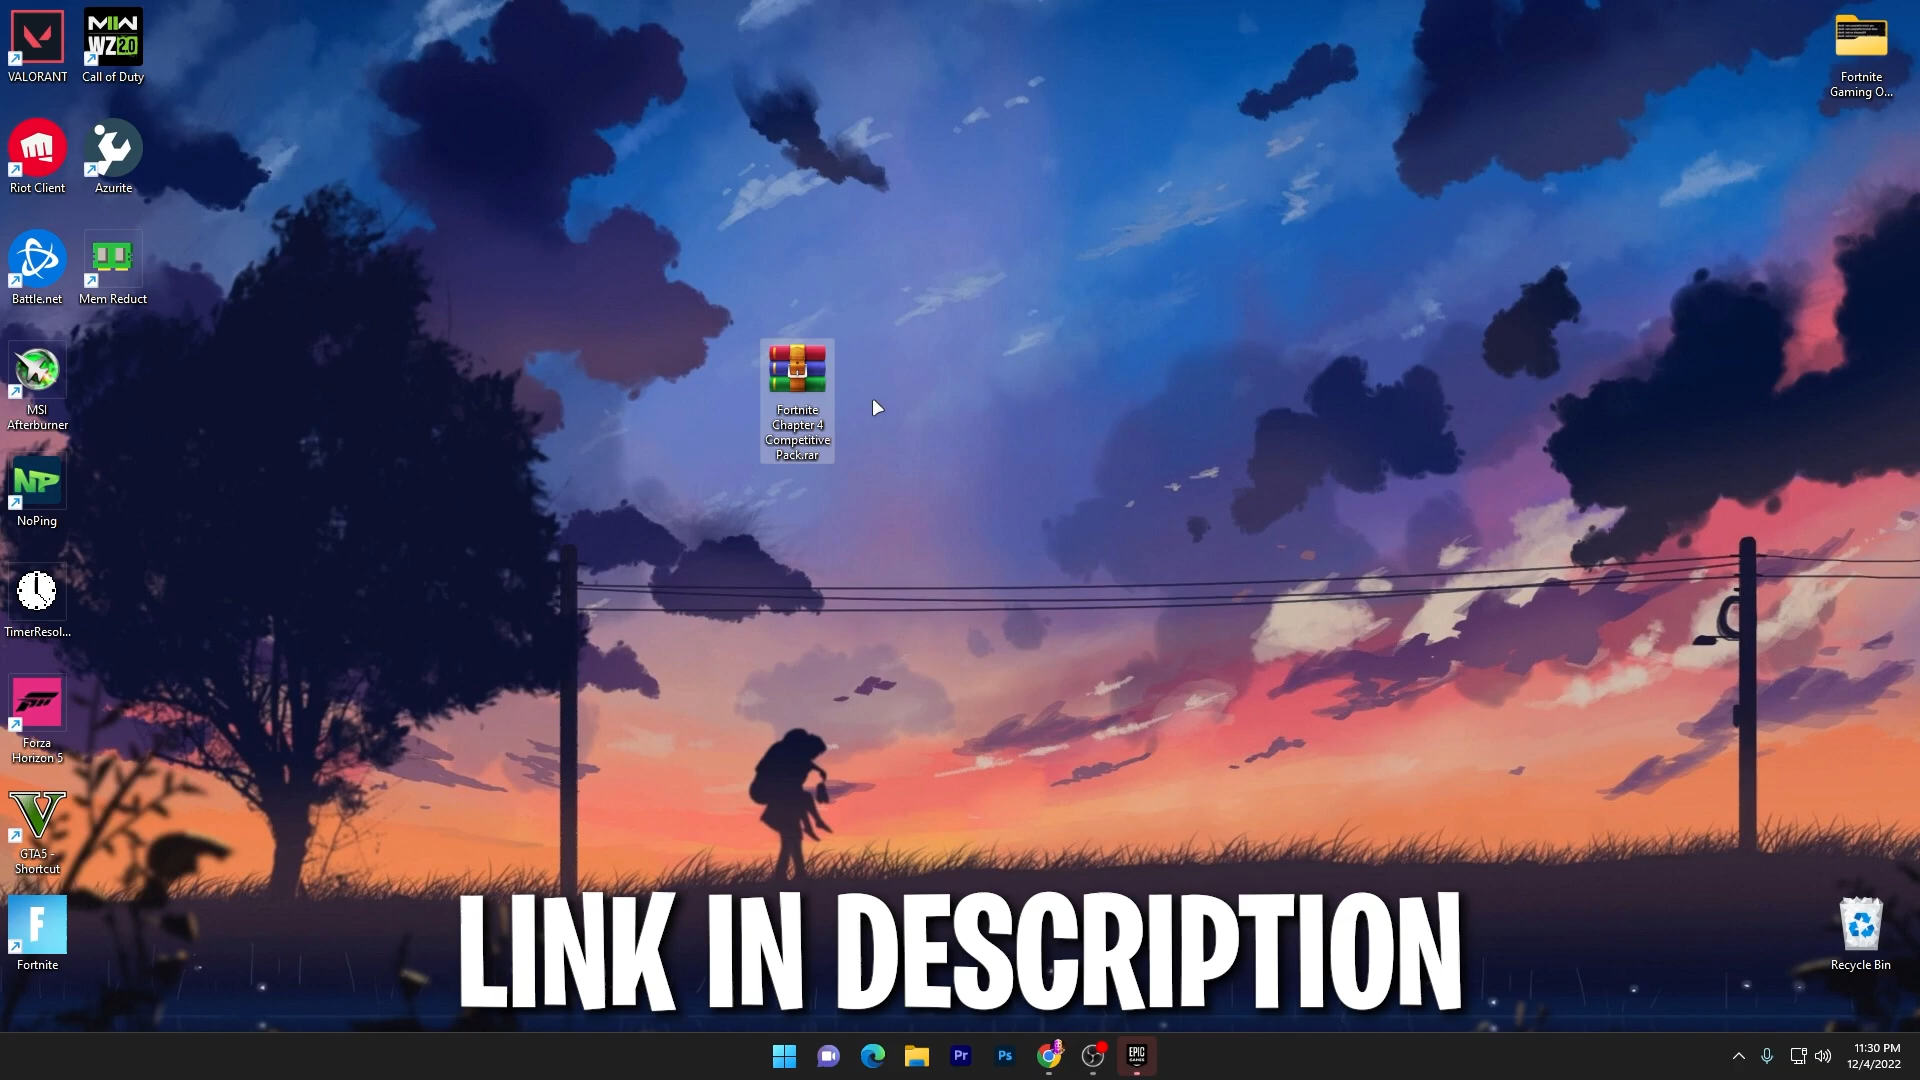 VALORANT
MW
WZ2.0
Call of Duty
Riot Client
Azurite
Battle.net
Mem Reduct
MSI
Afterburner
NP
NoPing
TimerResol...
Forza
Horizon 5
GTA5 -
Shortcut
F
Fortnite
Fortnite
Chapter 4
Competitive
Pack.rar
Fortnite
Gaming O...
Recycle Bin
LINK IN DESCRIPTION
Pr
Ps
EPIC
GAMES
11:30 PM
12/4/2022